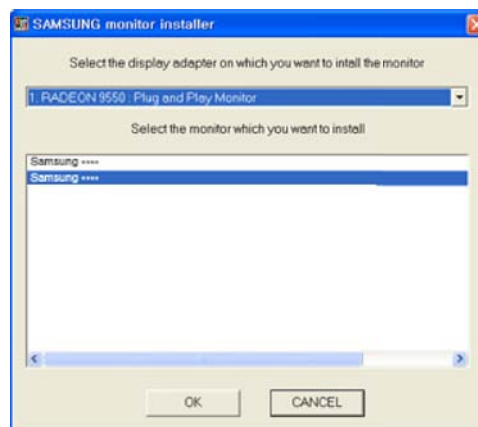 SAMSUNG monitor installer
Select the display adapter on which you want to intall the monitor
1. RADEON 9550 : Plug and Play Monitor
Select the monitor which you want to install
Samsung ****
Samsung ****
OK
CANCEL